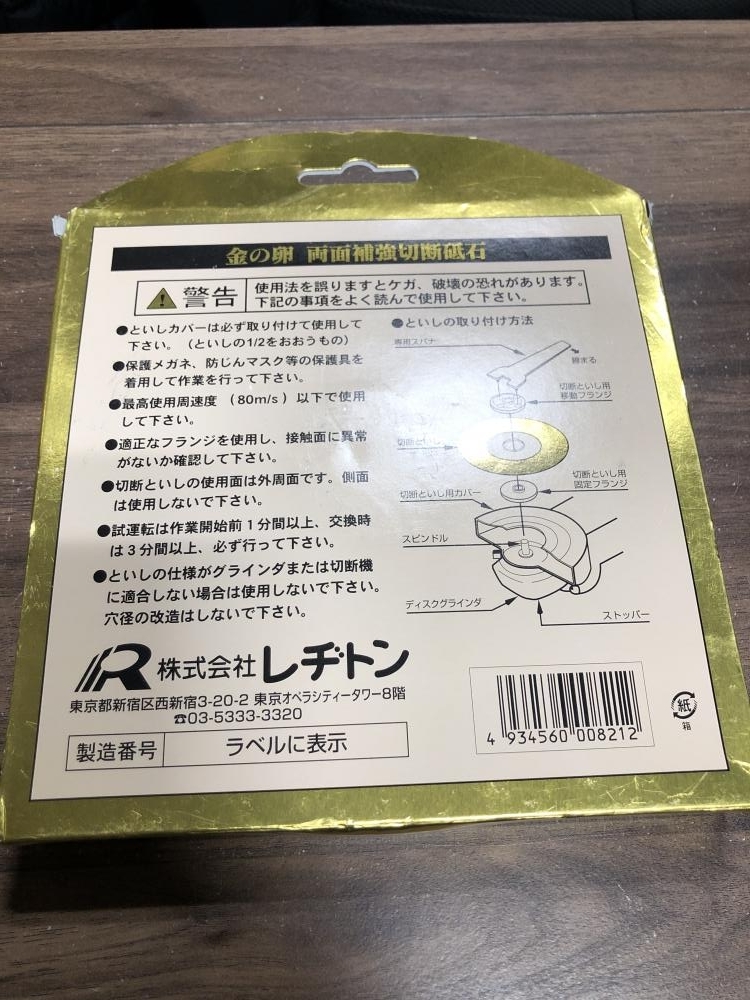 金の卵 両面補強切断砥石
警告
使用法を誤りますとケガ、破壊の恐れがあります。
下記の事項をよく読んで使用して下さい。
●といしカバーは必ず取り付けて使用して
下さい。（といしの1/2をおおうもの）
●保護メガネ、防じんマスク等の保護具を
着用して作業を行って下さい。
●最高使用周速度 （80m/s）以下で使用
して下さい。
●適正なフランジを使用し、接触面に異常
がないか確認して下さい。
●切断といしの使用面は外周面です。側面
は使用しないで下さい。
●試運転は作業開始前1分間以上、交換時
は3分間以上、必ず行って下さい。
●といしの仕様がグラインダまたは切断機
に適合しない場合は使用しないで下さい。
穴径の改造はしないで下さい。
●といしの取り付け方法
専用スパナ
締まる
切断といし用
移動フランジ
切断といし
切断といし用
固定フランジ
切断といし用カバー
スピンドル
ディスクグラインダ
ストッパー
R 株式会社レヂトン
東京都新宿区西新宿3-20-2 東京オペラシティータワー8階
☎03-5333-3320
製造番号 ラベルに表示
4 934560 008212
紙
箱